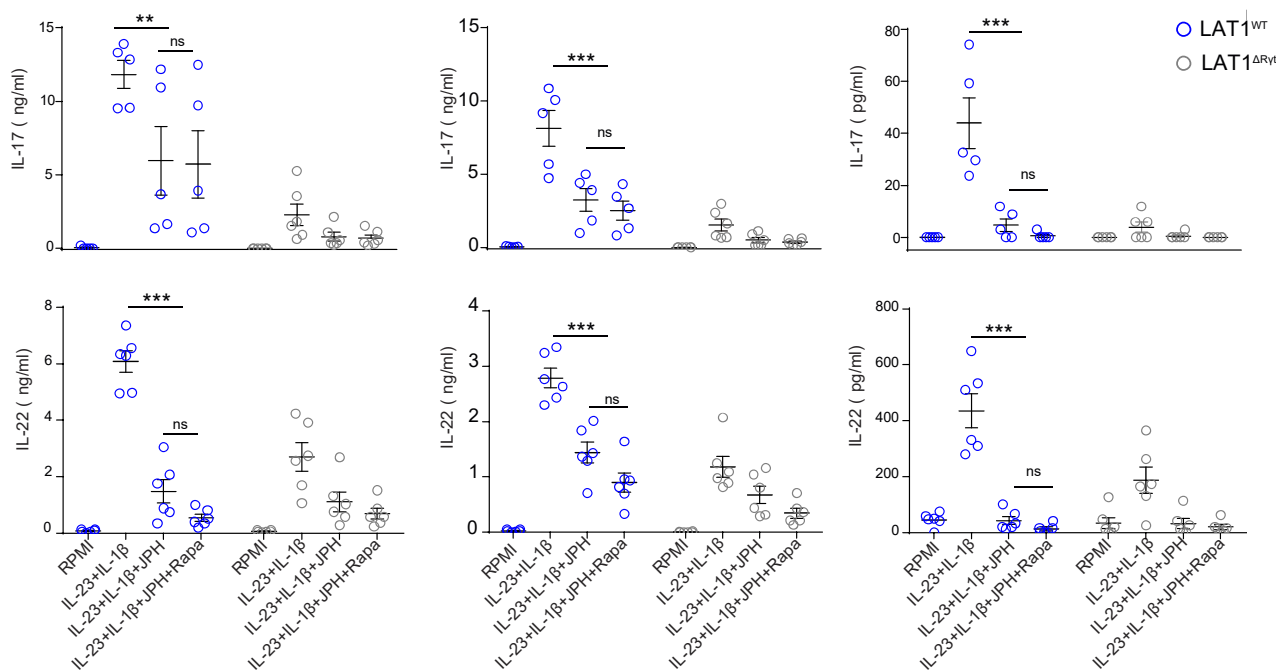 LAT1WT
LAT1ΔRγt
IL-17 ( ng/ml)
15
10
5
0
**
ns
IL-17 ( ng/ml)
15
10
5
0
***
ns
IL-17 ( pg/ml)
80
60
40
20
0
***
ns
IL-22 ( ng/ml)
8
6
4
2
0
***
ns
RPMI
IL-23+IL-1β
IL-23+IL-1β+JPH
IL-23+IL-1β+JPH+Rapa
RPMI
IL-23+IL-1β
IL-23+IL-1β+JPH
IL-23+IL-1β+JPH+Rapa
IL-22 ( ng/ml)
4
3
2
1
0
***
ns
RPMI
IL-23+IL-1β
IL-23+IL-1β+JPH
IL-23+IL-1β+JPH+Rapa
RPMI
IL-23+IL-1β
IL-23+IL-1β+JPH
IL-23+IL-1β+JPH+Rapa
IL-22 ( pg/ml)
800
600
400
200
0
***
ns
RPMI
IL-23+IL-1β
IL-23+IL-1β+JPH
IL-23+IL-1β+JPH+Rapa
RPMI
IL-23+IL-1β
IL-23+IL-1β+JPH
IL-23+IL-1β+JPH+Rapa